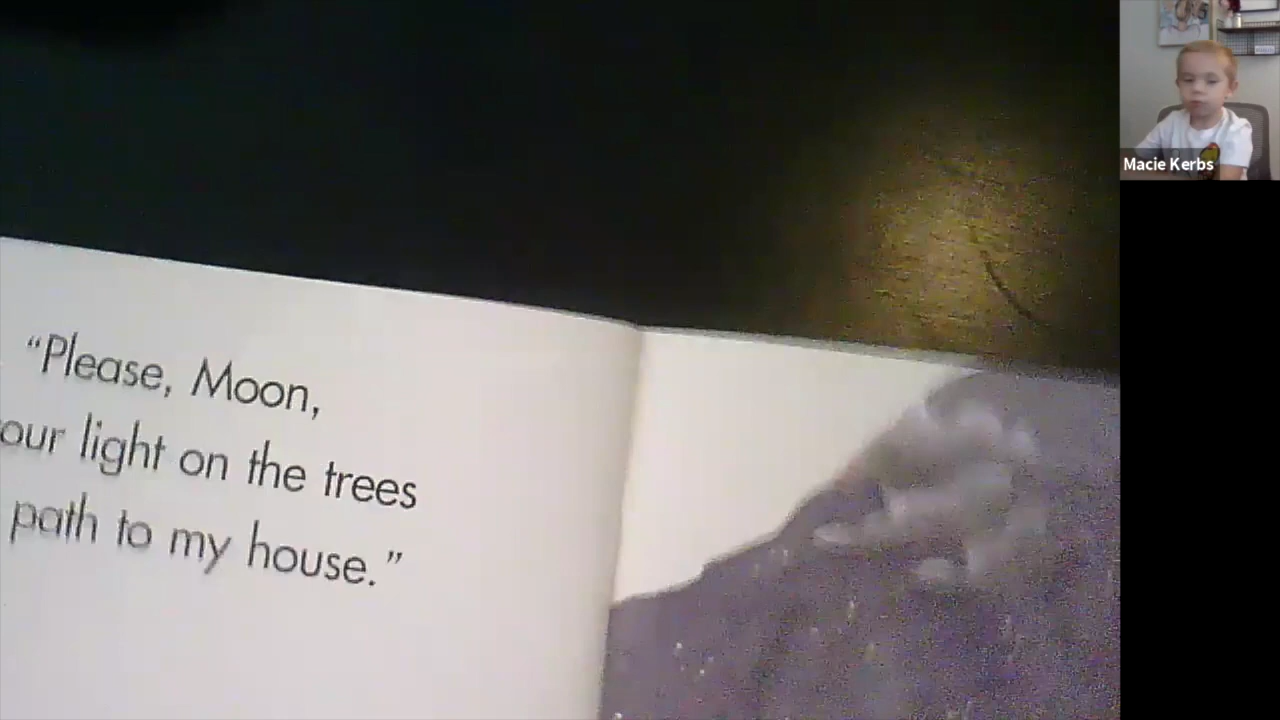 “Please, Moon,
our light on the trees
path to my house.”
Macie Kerbs